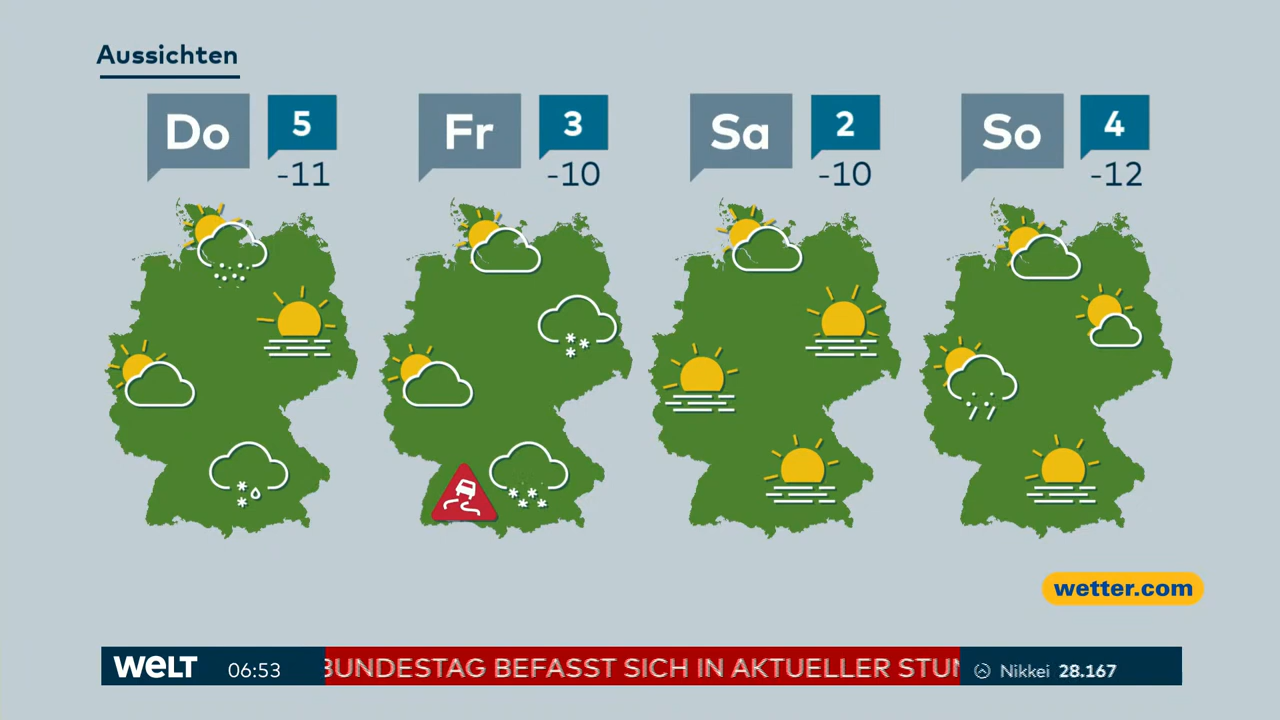 Aussichten
Do 5 -11
Fr 3 -10
Sa 2 -10
So 4 -12
wetter.com
WELT 06:53 BUNDESTAG BEFASST SICH IN AKTUELLER Nikkei 28.167